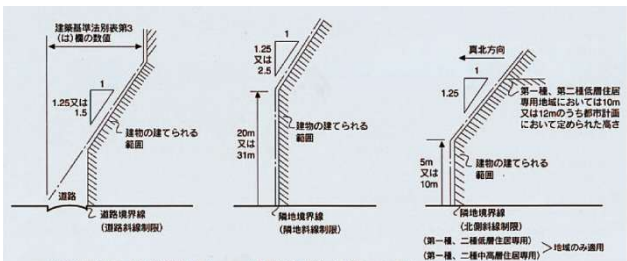 建築基準法別表第3
(は)欄の数値
1
1.25又は
1.5
建物の建てられる
範囲
道路
道路境界線
(道路斜線制限)
1
1.25
又は
2.5
20m
又は
31m
建物の建てられる
範囲
隣地境界線
(隣地斜線制限)
真北方向
1
1.25
第一種、第二種低層住居
専用地域においては10m
又は12mのうち都市計画
において定められた高さ
5m
又は
10m
建物の建てられる
範囲
隣地境界線
(北側斜線制限)
(第一種、二種低層住居専用)
(第一種、二種中高層住居専用)
地域のみ適用